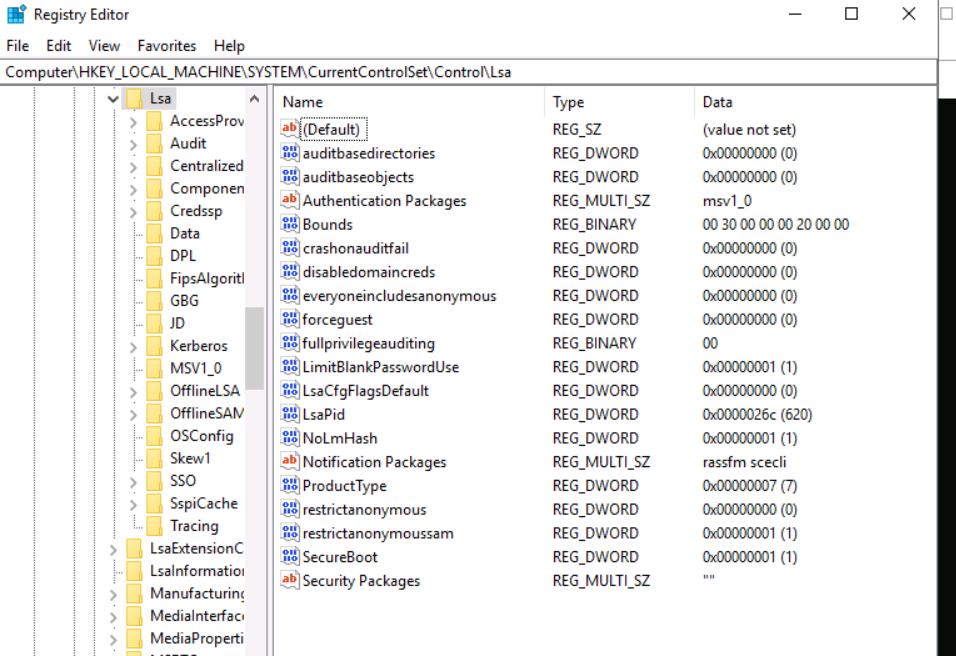 Registry Editor
File Edit View Favorites Help
Computer\HKEY_LOCAL_MACHINE\SYSTEM\CurrentControlSet\Control\Lsa
Lsa
AccessProv
Audit
Centralized
Componen
Credssp
Data
DPL
FipsAlgorit
GBG
JD
Kerberos
MSV1_0
OfflineLSA
OfflineSAM
OSConfig
Skew1
SSO
SspiCache
Tracing
LsaExtensionC
LsaInformation
Manufacturing
MediaInterface
MediaProperti
Name Type Data
(Default) REG_SZ (value not set)
auditbasedirectories REG_DWORD 0x00000000 (0)
auditbaseobjects REG_DWORD 0x00000000 (0)
Authentication Packages REG_MULTI_SZ msv1_0
Bounds REG_BINARY 00 30 00 00 00 20 00 00
crashonauditfail REG_DWORD 0x00000000 (0)
disabledomaincreds REG_DWORD 0x00000000 (0)
everyoneincludesanonymous REG_DWORD 0x00000000 (0)
forceguest REG_DWORD 0x00000000 (0)
fullprivilegeauditing REG_BINARY 00
LimitBlankPasswordUse REG_DWORD 0x00000001 (1)
LsaCfgFlagsDefault REG_DWORD 0x00000000 (0)
LsaPid REG_DWORD 0x0000026c (620)
NoLmHash REG_DWORD 0x00000001 (1)
Notification Packages REG_MULTI_SZ rassfm scecli
ProductType REG_DWORD 0x00000007 (7)
restrictanonymous REG_DWORD 0x00000000 (0)
restrictanonymoussam REG_DWORD 0x00000001 (1)
SecureBoot REG_DWORD 0x00000001 (1)
Security Packages REG_MULTI_SZ ""